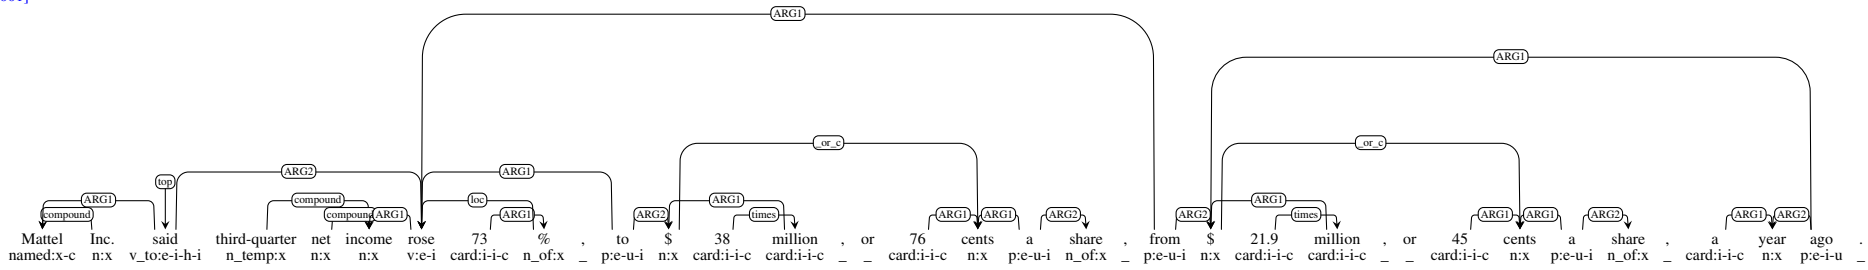 ARG1
ARG1
_or_c _or_c
ARG2 ARG1
top
ARG1 compound loc ARG1 ARG1
compound compound ARG1 ARG1 ARG2 times ARG1 ARG1 ARG2 ARG2 times ARG1 ARG1 ARG2 ARG1 ARG2
Mattel Inc. said third-quarter net income rose 73 % , to $ 38 million , or 76 cents a share , from $ 21.9 million , or 45 cents a share , a year ago .
named:x-c n:x v_to:e-i-h-i n_temp:x n:x n:x v:e-i card:i-i-c n_of:x _ p:e-u-i n:x card:i-i-c card:i-i-c _ _ card:i-i-c n:x p:e-u-i n_of:x _ p:e-u-i n:x card:i-i-c card:i-i-c _ _ card:i-i-c n:x p:e-u-i n_of:x _ card:i-i-c n:x p:e-i-u _